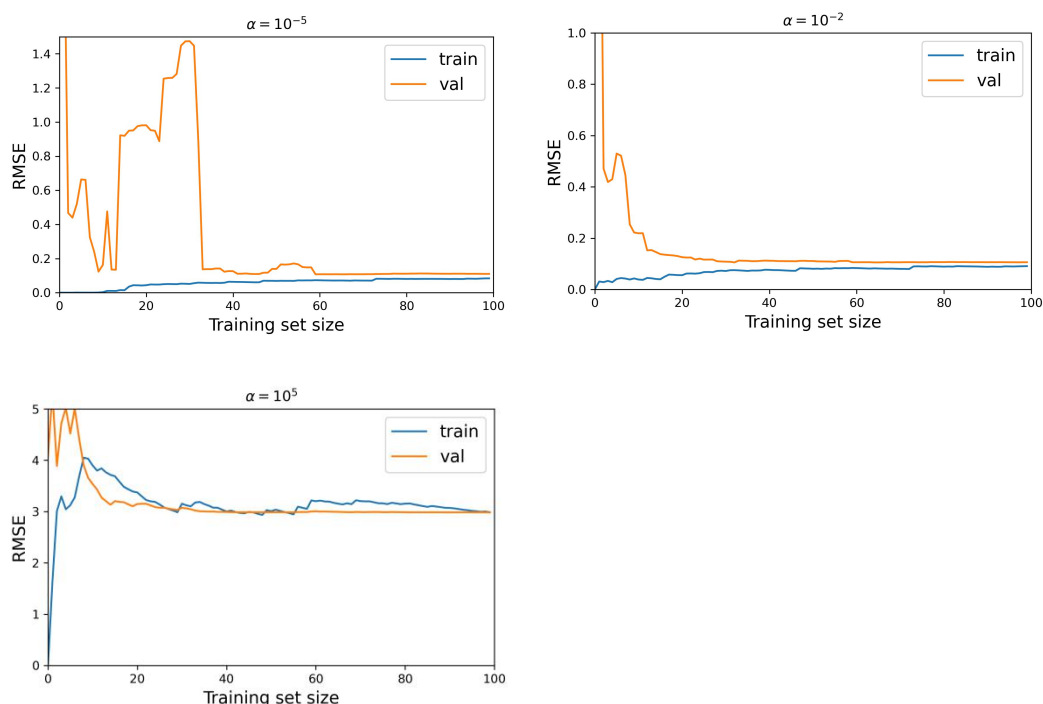 α = 10⁻⁵
1.4
1.2
1.0
0.8
0.6
0.4
0.2
0.0
RMSE
train
val
0 20 40 60 80 100
Training set size
α = 10⁻²
1.0
0.8
0.6
0.4
0.2
0.0
RMSE
train
val
0 20 40 60 80 100
Training set size
α = 10⁵
5
4
3
2
1
0
RMSE
train
val
0 20 40 60 80 100
Training set size